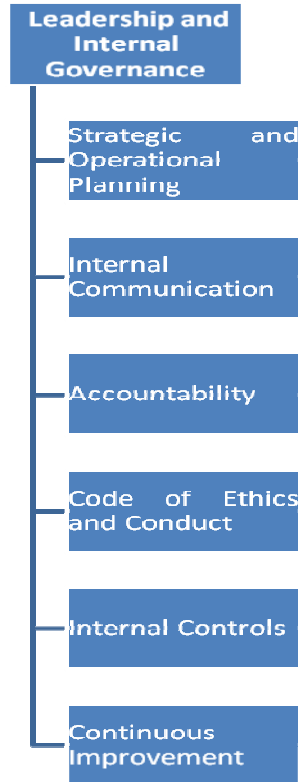 Leadership and
Internal
Governance
Strategic and
Operational
Planning
Internal
Communication
Accountability
Code of Ethics
and Conduct
Internal Controls
Continuous
Improvement